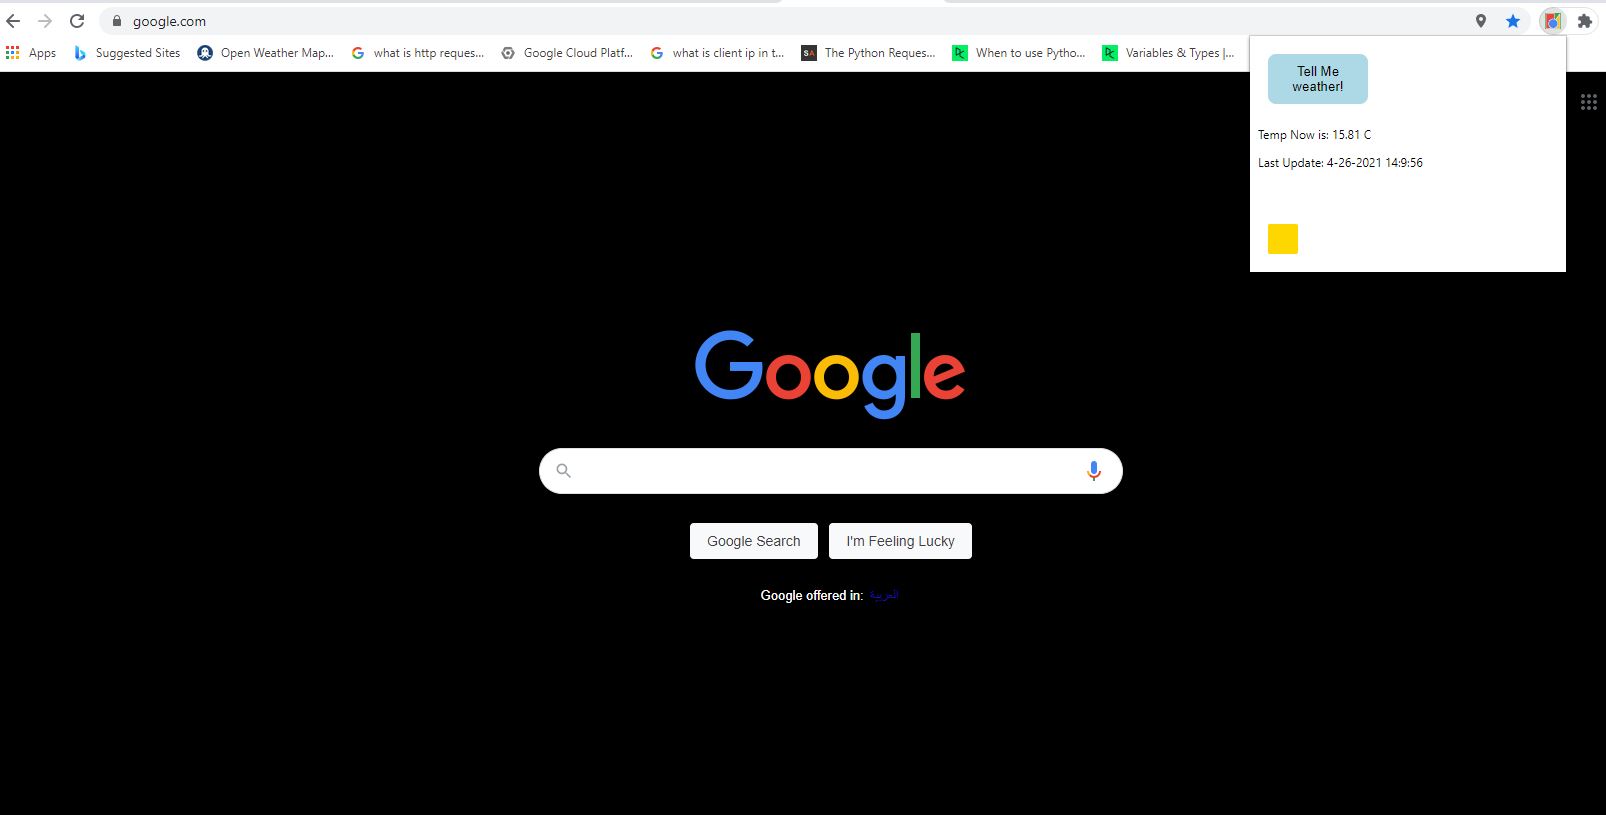 google.com
Apps
Suggested Sites
Open Weather Map...
what is http reques...
Google Cloud Platf...
what is client ip in t...
SA
The Python Reques...
When to use Pytho...
Variables & Types |...
Tell Me
weather!
Temp Now is: 15.81 C
Last Update: 4-26-2021 14:9:56
Google
Google Search
I'm Feeling Lucky
Google offered in: العربية